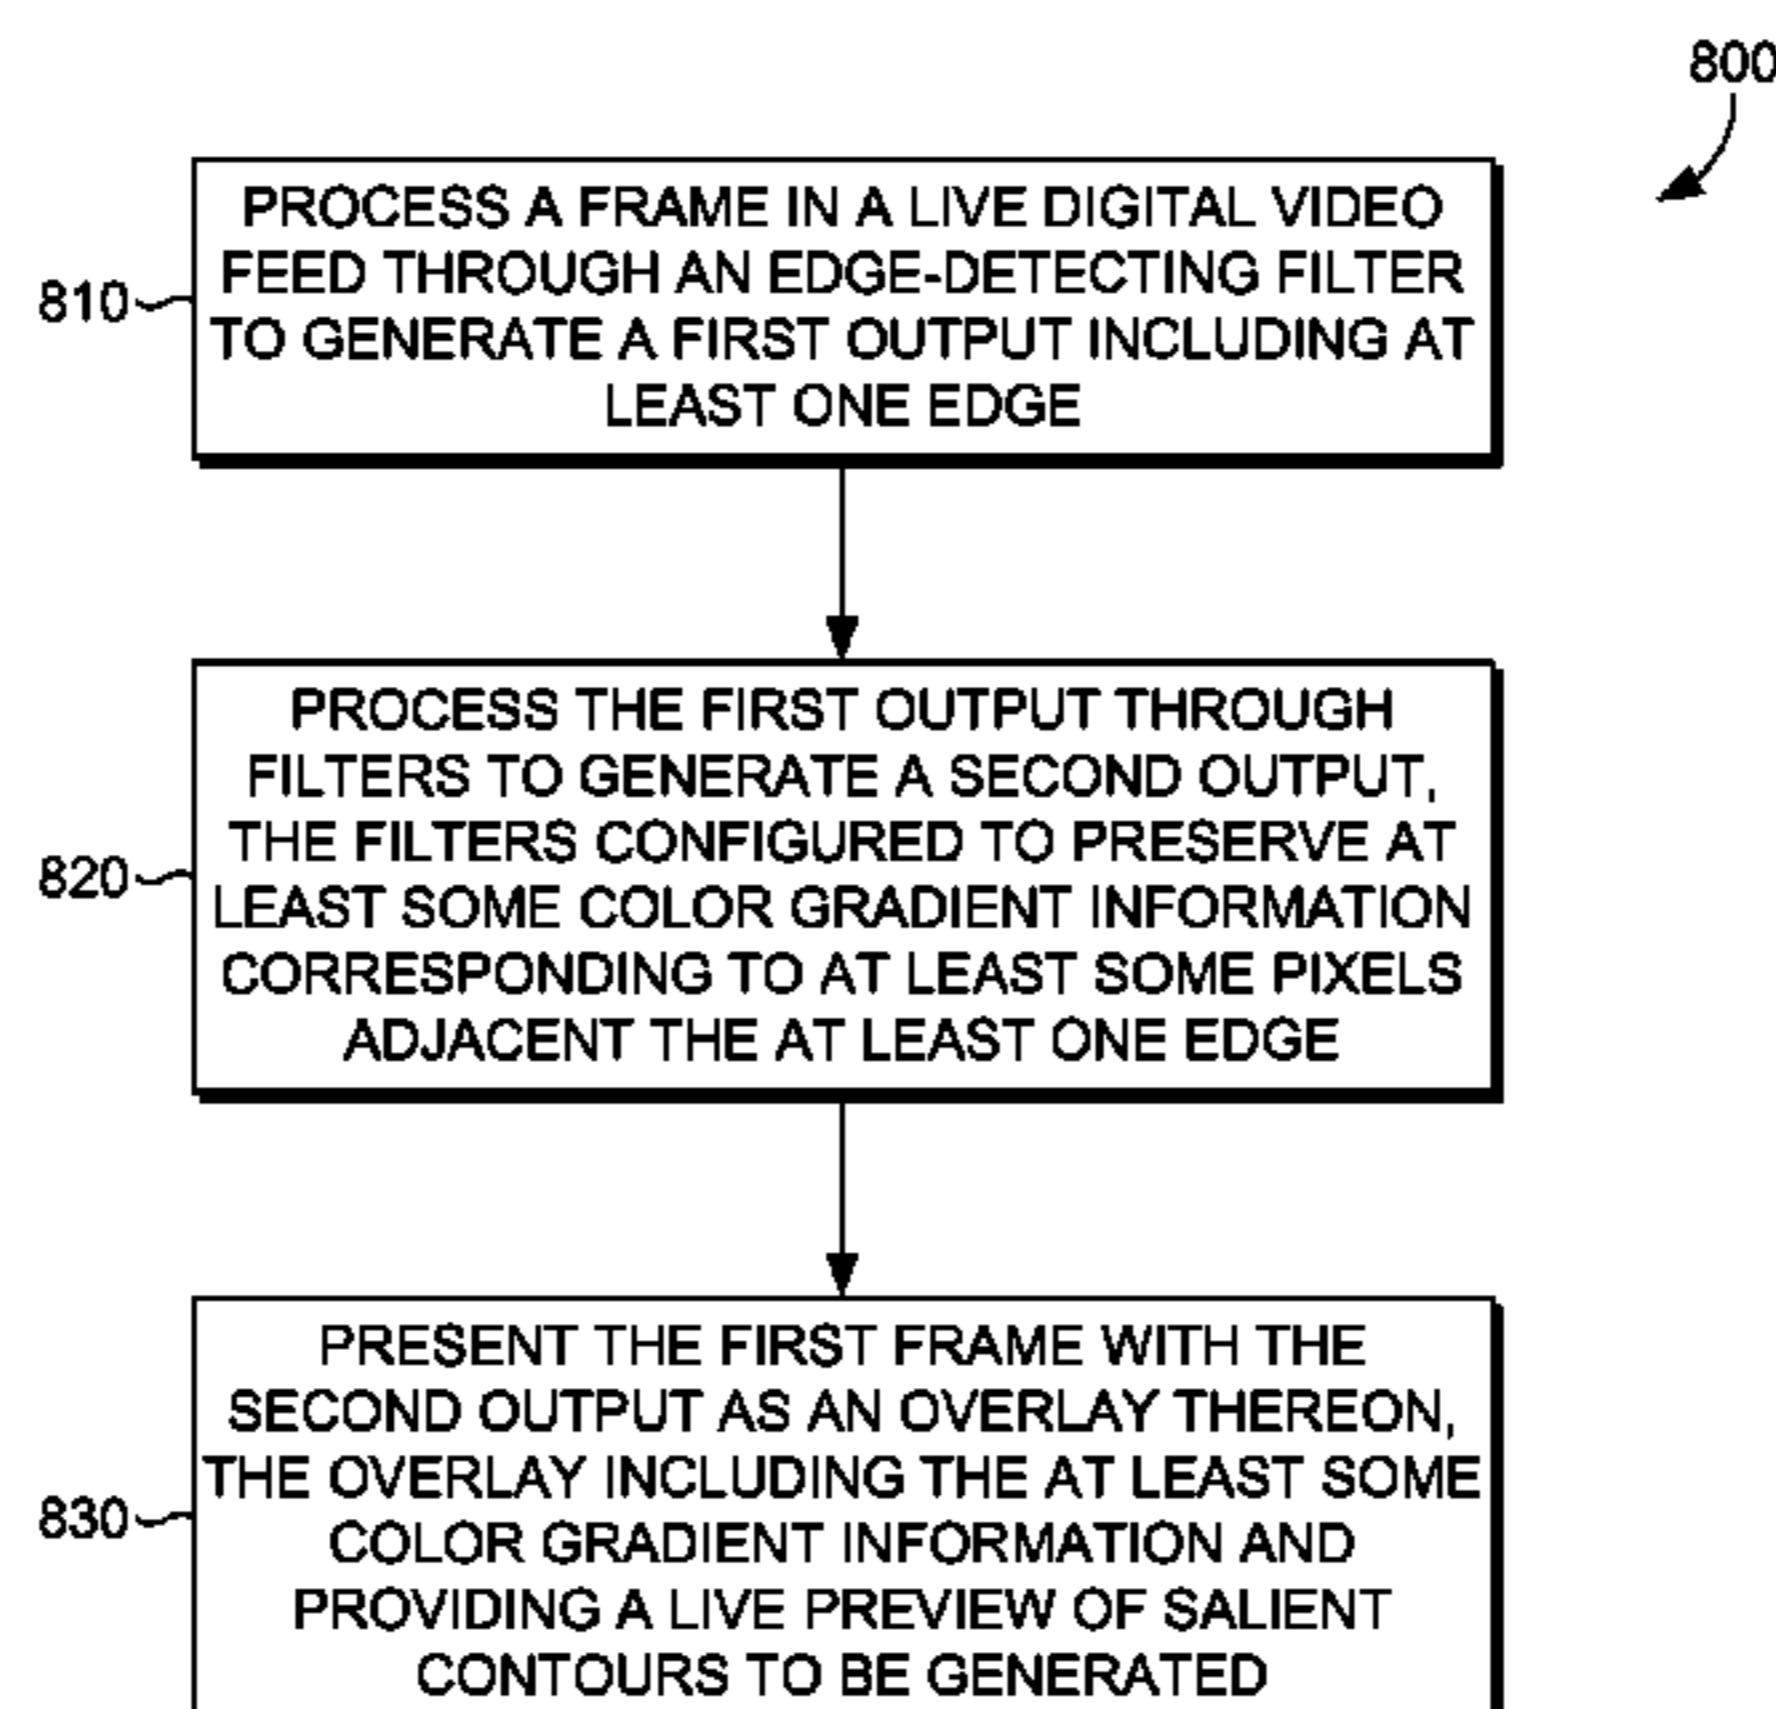 800
810
PROCESS A FRAME IN A LIVE DIGITAL VIDEO
FEED THROUGH AN EDGE-DETECTING FILTER
TO GENERATE A FIRST OUTPUT INCLUDING AT
LEAST ONE EDGE
820
PROCESS THE FIRST OUTPUT THROUGH
FILTERS TO GENERATE A SECOND OUTPUT,
THE FILTERS CONFIGURED TO PRESERVE AT
LEAST SOME COLOR GRADIENT INFORMATION
CORRESPONDING TO AT LEAST SOME PIXELS
ADJACENT THE AT LEAST ONE EDGE
830
PRESENT THE FIRST FRAME WITH THE
SECOND OUTPUT AS AN OVERLAY THEREON,
THE OVERLAY INCLUDING THE AT LEAST SOME
COLOR GRADIENT INFORMATION AND
PROVIDING A LIVE PREVIEW OF SALIENT
CONTOURS TO BE GENERATED